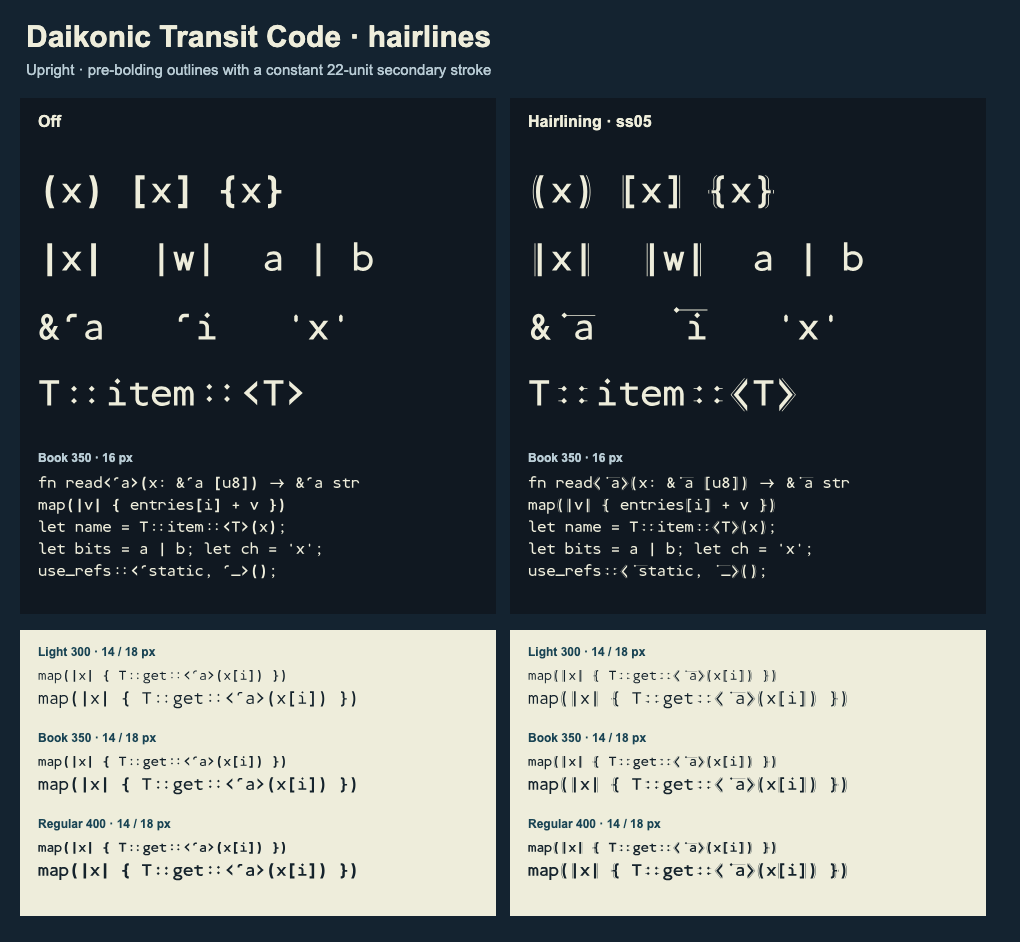 Daikonic Transit Code · hairlines
Upright · pre-bolding outlines with a constant 22-unit secondary stroke
Off
(x) [x] {x}
|x| |w| a | b
&´a ´i 'x'
T::item::<T>
Book 350 · 16 px
fn read<´a>(x: &´a [u8]) → &´a str
map(|v| { entries[i] + v })
let name = T::item::<T>(x);
let bits = a | b; let ch = 'x';
use_refs::<´static, ´_>();
Hairlining · ss05
(x) [x] {x}
|x| |w| a | b
&'a 'i 'x'
T::item::<T>
Book 350 · 16 px
fn read<'a>(x: &'a [u8]) → &'a str
map(|v| { entries[i] + v })
let name = T::item::<T>(x);
let bits = a | b; let ch = 'x';
use_refs::<'static, '_>();
Light 300 · 14 / 18 px
map(|x| { T::get::<´a>(x[i]) })
map(|x| { T::get::<´a>(x[i]) })
Book 350 · 14 / 18 px
map(|x| { T::get::<´a>(x[i]) })
map(|x| { T::get::<´a>(x[i]) })
Regular 400 · 14 / 18 px
map(|x| { T::get::<´a>(x[i]) })
map(|x| { T::get::<´a>(x[i]) })
Light 300 · 14 / 18 px
map(|x| { T::get::<'a>(x[i]) })
map(|x| { T::get::<'a>(x[i]) })
Book 350 · 14 / 18 px
map(|x| { T::get::<'a>(x[i]) })
map(|x| { T::get::<'a>(x[i]) })
Regular 400 · 14 / 18 px
map(|x| { T::get::<'a>(x[i]) })
map(|x| { T::get::<'a>(x[i]) })